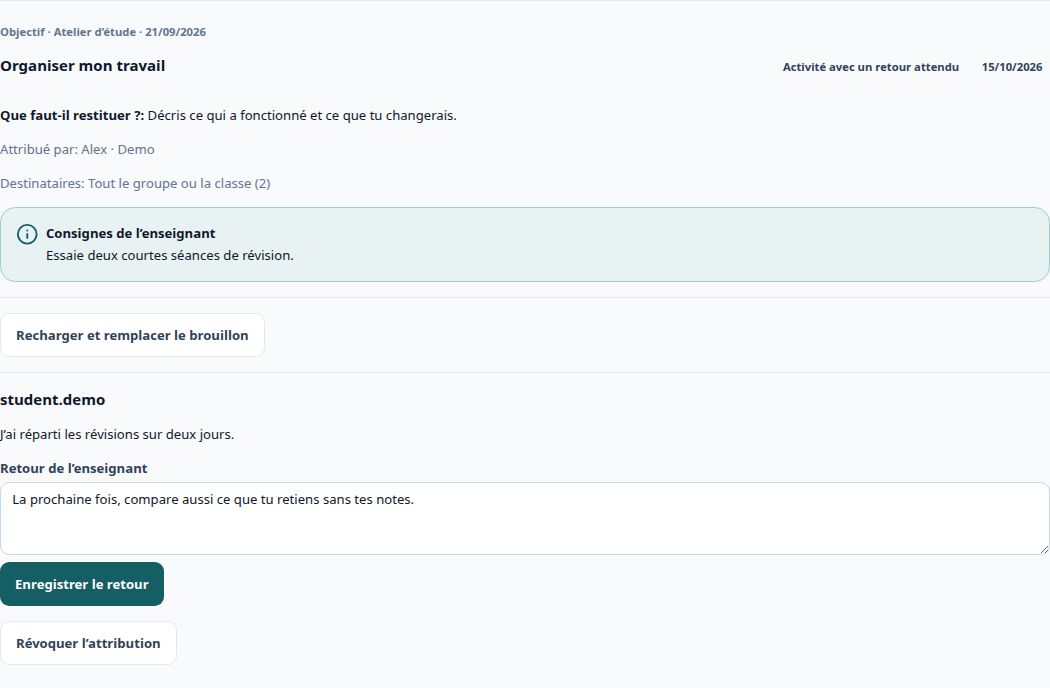 Objectif · Atelier d’étude · 21/09/2026
Organiser mon travail
Activité avec un retour attendu 15/10/2026
Que faut-il restituer ?: Décris ce qui a fonctionné et ce que tu changerais.
Attribué par: Alex · Demo
Destinataires: Tout le groupe ou la classe (2)
Consignes de l’enseignant
Essaie deux courtes séances de révision.
Recharger et remplacer le brouillon
student.demo
J’ai réparti les révisions sur deux jours.
Retour de l’enseignant
La prochaine fois, compare aussi ce que tu retiens sans tes notes.
Enregistrer le retour
Révoquer l’attribution